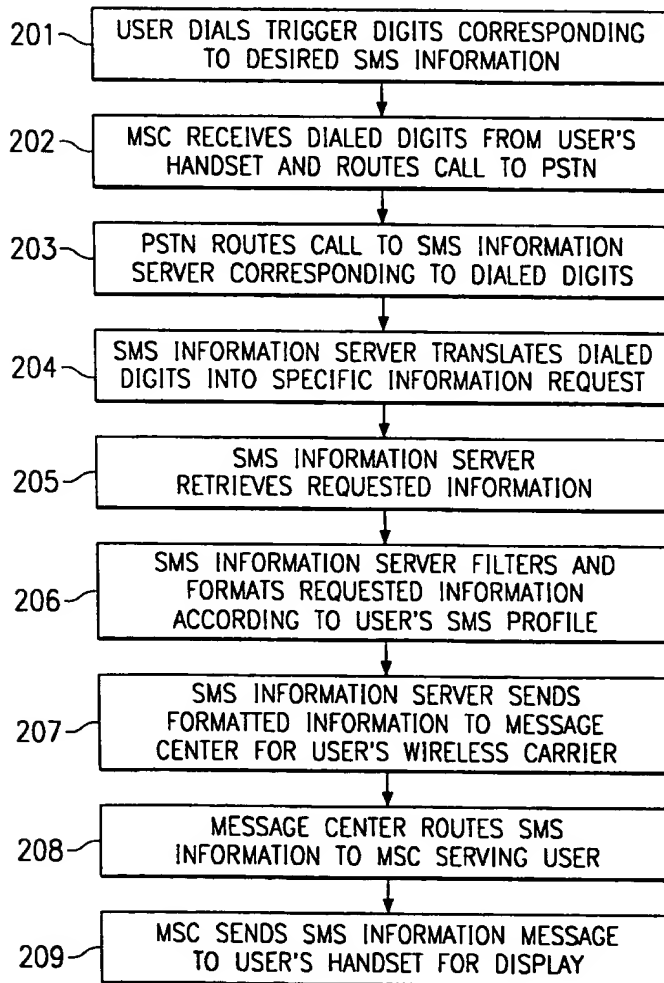 201
USER DIALS TRIGGER DIGITS CORRESPONDING
TO DESIRED SMS INFORMATION
202
MSC RECEIVES DIALED DIGITS FROM USER'S
HANDSET AND ROUTES CALL TO PSTN
203
PSTN ROUTES CALL TO SMS INFORMATION
SERVER CORRESPONDING TO DIALED DIGITS
204
SMS INFORMATION SERVER TRANSLATES DIALED
DIGITS INTO SPECIFIC INFORMATION REQUEST
205
SMS INFORMATION SERVER
RETRIEVES REQUESTED INFORMATION
206
SMS INFORMATION SERVER FILTERS AND
FORMATS REQUESTED INFORMATION
ACCORDING TO USER'S SMS PROFILE
207
SMS INFORMATION SERVER SENDS
FORMATTED INFORMATION TO MESSAGE
CENTER FOR USER'S WIRELESS CARRIER
208
MESSAGE CENTER ROUTES SMS
INFORMATION TO MSC SERVING USER
209
MSC SENDS SMS INFORMATION MESSAGE
TO USER'S HANDSET FOR DISPLAY